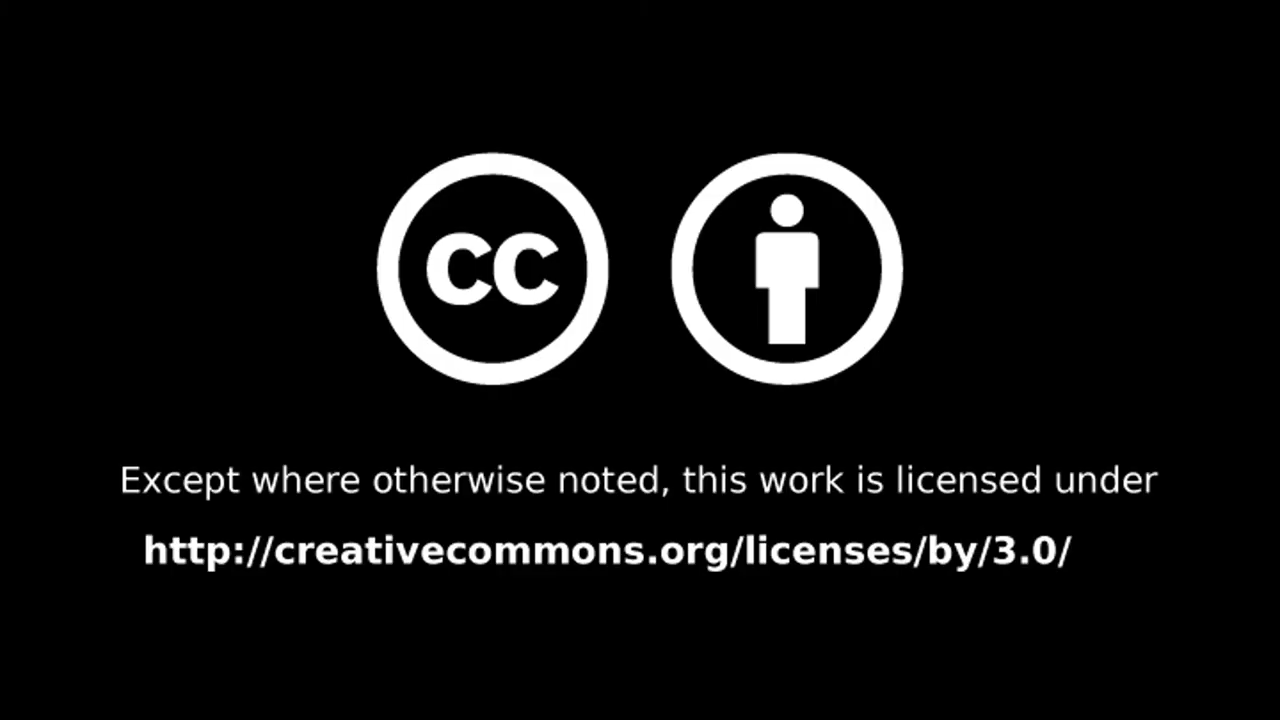 cc
Except where otherwise noted, this work is licensed under
http://creativecommons.org/licenses/by/3.0/